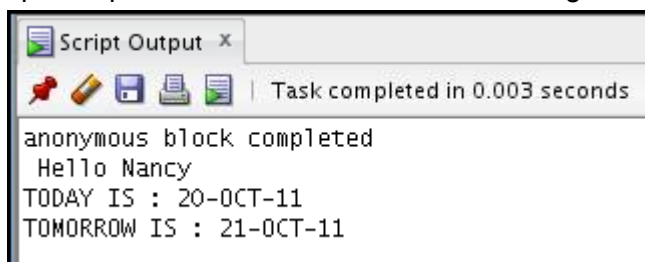 Script Output x
Task completed in 0.003 seconds
anonymous block completed
Hello Nancy
TODAY IS : 20-OCT-11
TOMORROW IS : 21-OCT-11